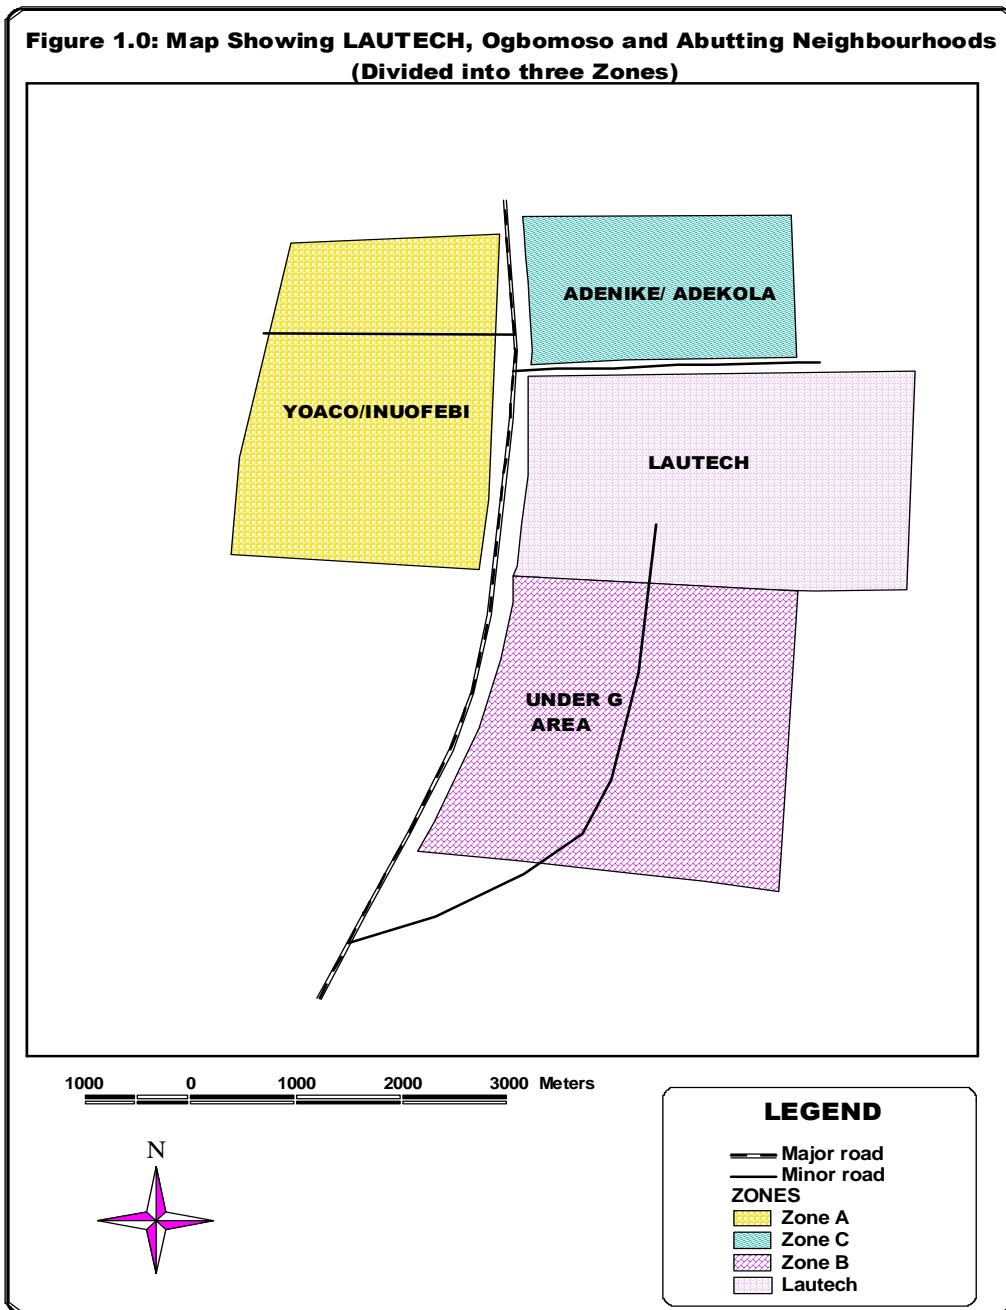 Figure 1.0: Map Showing LAUTECH, Ogbomoso and Abutting Neighbourhoods
(Divided into three Zones)
ADENIKE/ ADEKOLA
YOACO/INUOFEBI
LAUTECH
UNDER G
AREA
1000 0 1000 2000 3000 Meters
N
LEGEND
Major road
Minor road
ZONES
Zone A
Zone C
Zone B
Lautech